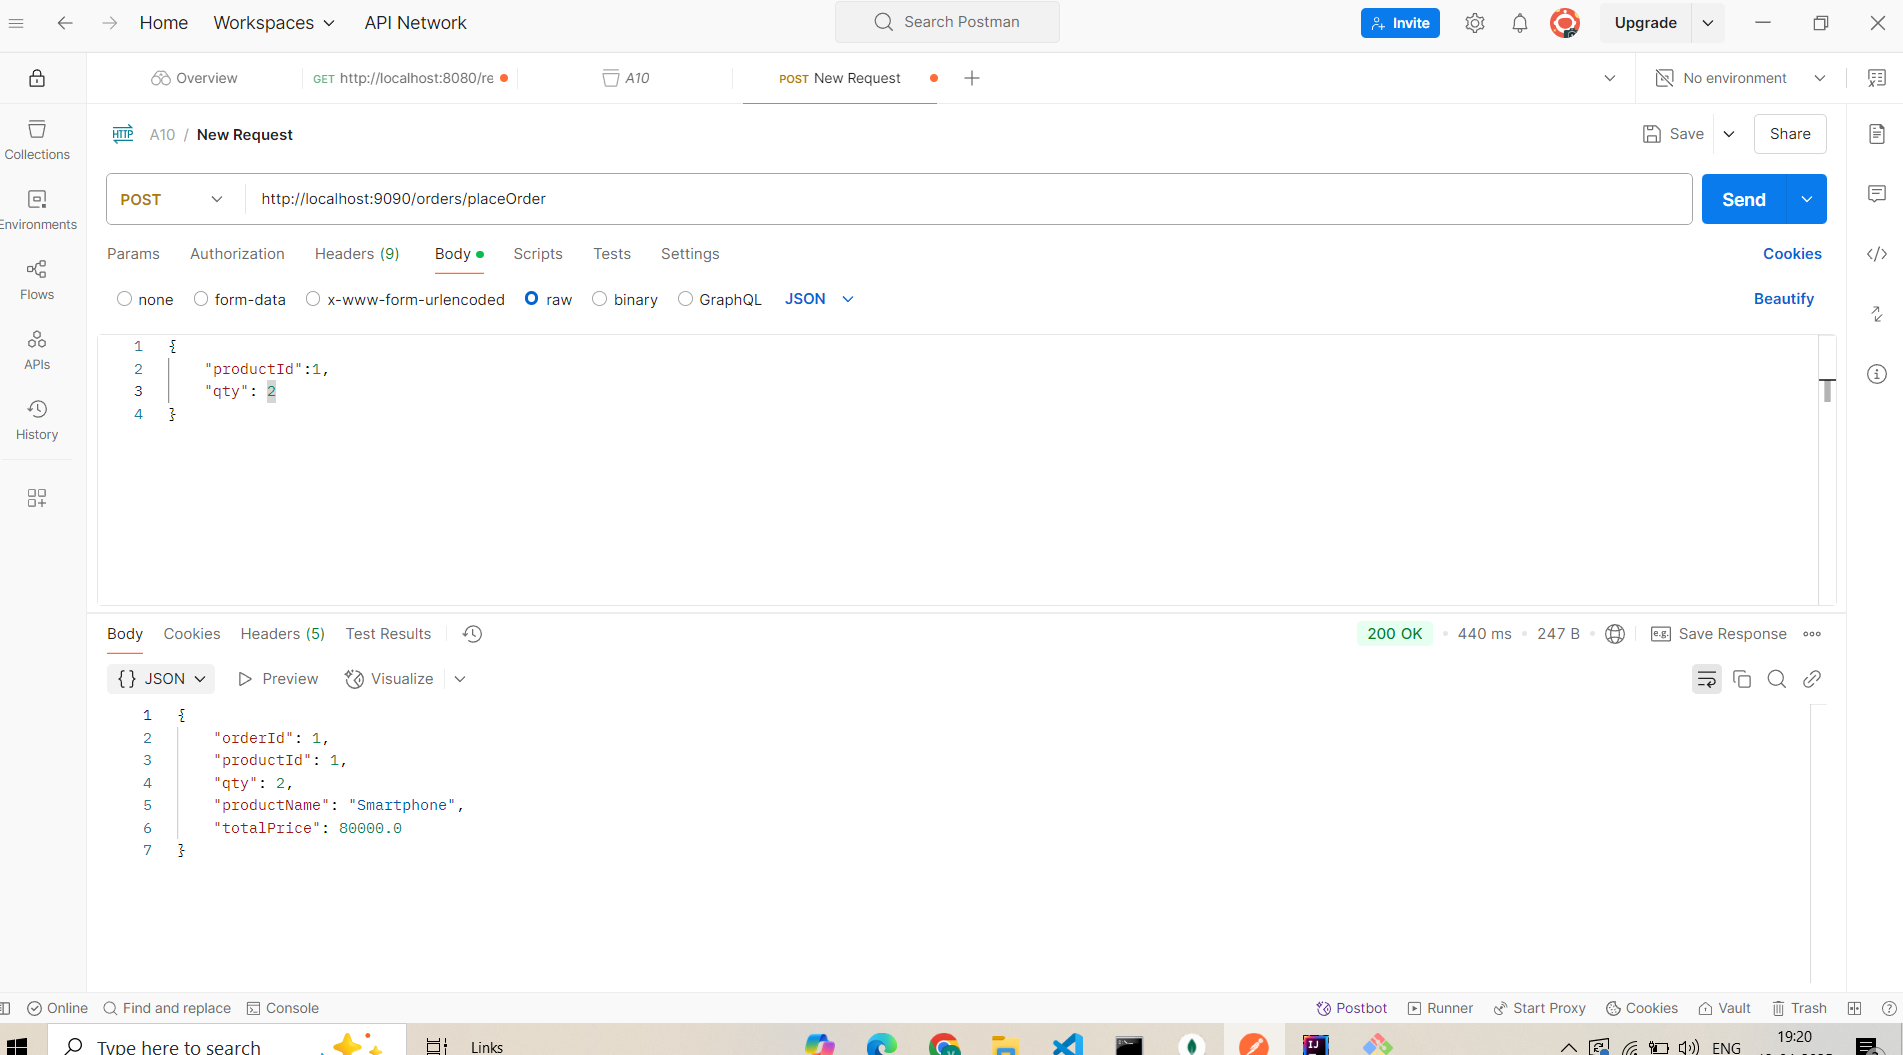 Home Workspaces API Network Search Postman Invite Upgrade
Overview GET http://localhost:8080/re A10 POST New Request No environment
HTTP A10 / New Request Save Share
Collections
Environments
Flows
APIs
History
POST http://localhost:9090/orders/placeOrder Send
Params Authorization Headers (9) Body Scripts Tests Settings Cookies
none form-data x-www-form-urlencoded raw binary GraphQL JSON Beautify
1 {
2 "productId":1,
3 "qty": 2
4 }
Body Cookies Headers (5) Test Results 200 OK 440 ms 247 B e.g. Save Response
{} JSON Preview Visualize
1 {
2 "orderId": 1,
3 "productId": 1,
4 "qty": 2,
5 "productName": "Smartphone",
6 "totalPrice": 80000.0
7 }
Online Find and replace Console Postbot Runner Start Proxy Cookies Vault Trash
Type here to search Links ENG 19:20